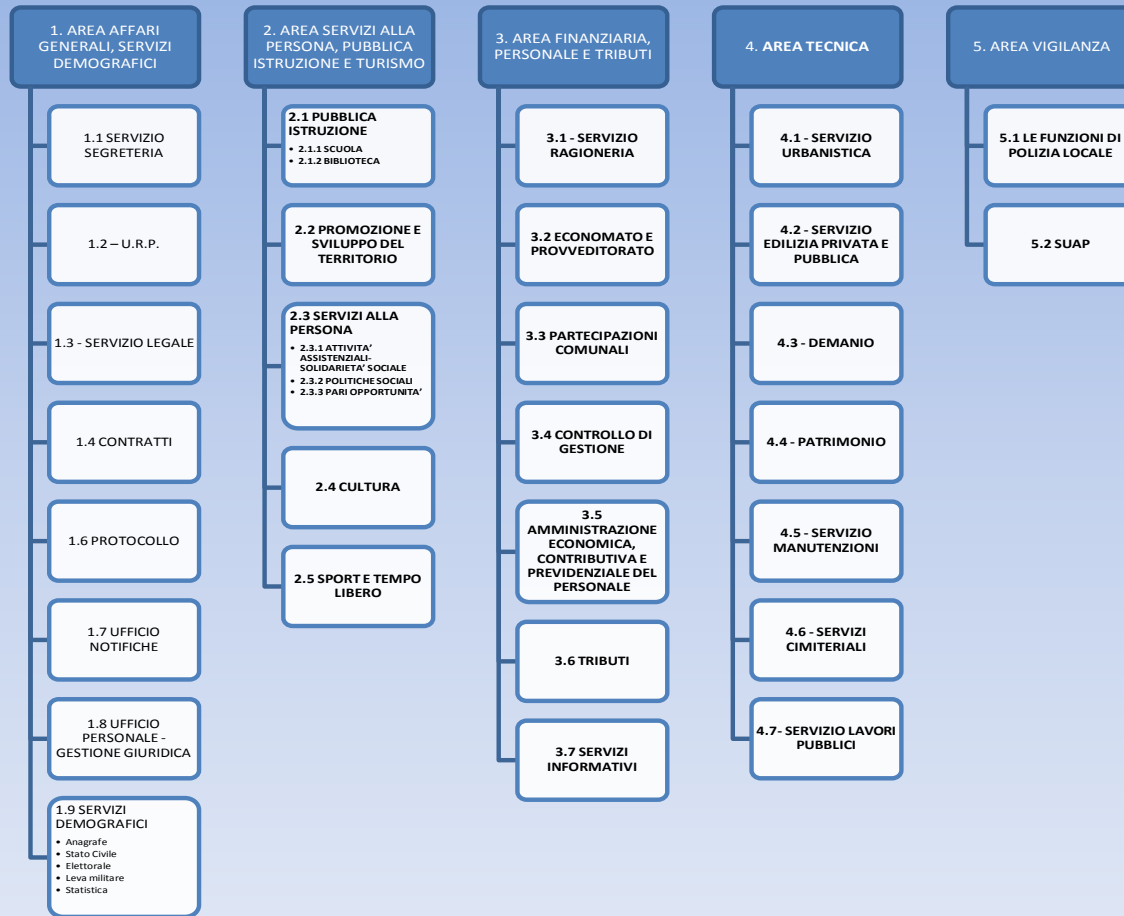 1. AREA AFFARI
GENERALI, SERVIZI
DEMOGRAFICI
1.1 SERVIZIO
SEGRETERIA
1.2 – U.R.P.
1.3 - SERVIZIO LEGALE
1.4 CONTRATTI
1.6 PROTOCOLLO
1.7 UFFICIO
NOTIFICHE
1.8 UFFICIO
PERSONALE -
GESTIONE GIURIDICA
1.9 SERVIZI
DEMOGRAFICI
• Anagrafe
• Stato Civile
• Elettorale
• Leva militare
• Statistica
2. AREA SERVIZI ALLA
PERSONA, PUBBLICA
ISTRUZIONE E TURISMO
2.1 PUBBLICA
ISTRUZIONE
• 2.1.1 SCUOLA
• 2.1.2 BIBLIOTECA
2.2 PROMOZIONE E
SVILUPPO DEL
TERRITORIO
2.3 SERVIZI ALLA
PERSONA
• 2.3.1 ATTIVITA’
ASSISTENZIALI-
SOLIDARIETA’ SOCIALE
• 2.3.2 POLITICHE SOCIALI
• 2.3.3 PARI OPPORTUNITA’
2.4 CULTURA
2.5 SPORT E TEMPO
LIBERO
3. AREA FINANZIARIA,
PERSONALE E TRIBUTI
3.1 - SERVIZIO
RAGIONERIA
3.2 ECONOMATO E
PROVVEDITORATO
3.3 PARTECIPAZIONI
COMUNALI
3.4 CONTROLLO DI
GESTIONE
3.5
AMMINISTRAZIONE
ECONOMICA,
CONTRIBUTIVA E
PREVIDENZIALE DEL
PERSONALE
3.6 TRIBUTI
3.7 SERVIZI
INFORMATIVI
4. AREA TECNICA
4.1 - SERVIZIO
URBANISTICA
4.2 - SERVIZIO
EDILIZIA PRIVATA E
PUBBLICA
4.3 - DEMANIO
4.4 - PATRIMONIO
4.5 - SERVIZIO
MANUTENZIONI
4.6 - SERVIZI
CIMITERIALI
4.7- SERVIZIO LAVORI
PUBBLICI
5. AREA VIGILANZA
5.1 LE FUNZIONI DI
POLIZIA LOCALE
5.2 SUAP